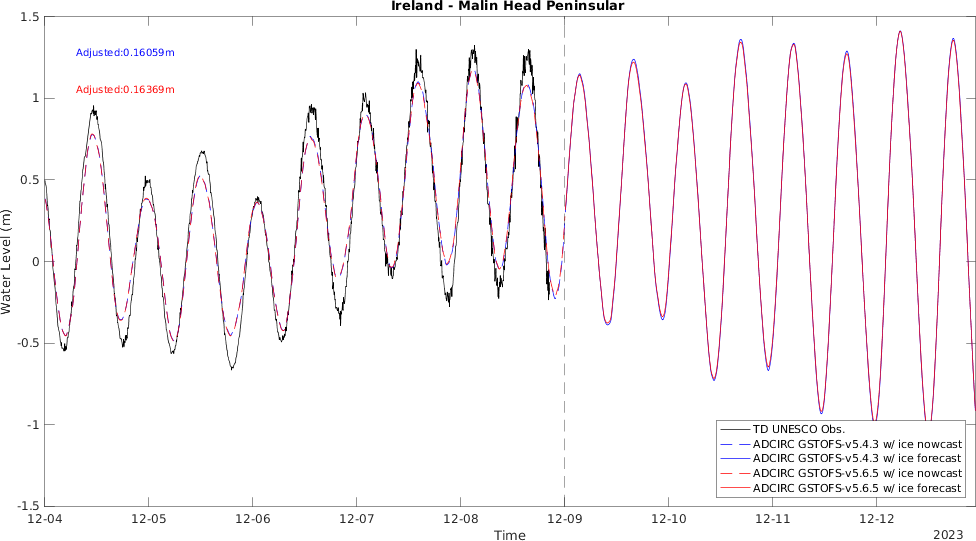 Ireland - Malin Head Peninsular
1.5
Adjusted:0.16059m
Adjusted:0.16369m
1
0.5
0
-0.5
-1
-1.5
Water Level (m)
TD UNESCO Obs.
ADCIRC GSTOFS-v5.4.3 w/ ice nowcast
ADCIRC GSTOFS-v5.4.3 w/ ice forecast
ADCIRC GSTOFS-v5.6.5 w/ ice nowcast
ADCIRC GSTOFS-v5.6.5 w/ ice forecast
12-04 12-05 12-06 12-07 12-08 12-09 12-10 12-11 12-12
Time
2023